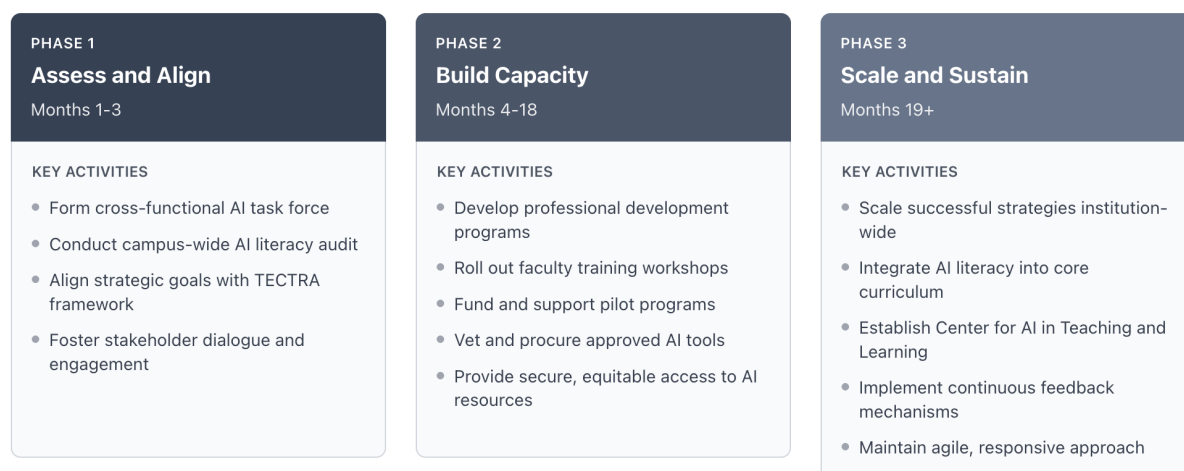 PHASE 1
Assess and Align
Months 1-3
KEY ACTIVITIES
Form cross-functional AI task force
Conduct campus-wide AI literacy audit
Align strategic goals with TECTRA
framework
Foster stakeholder dialogue and
engagement
PHASE 2
Build Capacity
Months 4-18
KEY ACTIVITIES
Develop professional development
programs
Roll out faculty training workshops
Fund and support pilot programs
Vet and procure approved AI tools
Provide secure, equitable access to AI
resources
PHASE 3
Scale and Sustain
Months 19+
KEY ACTIVITIES
Scale successful strategies institution-
wide
Integrate AI literacy into core
curriculum
Establish Center for AI in Teaching and
Learning
Implement continuous feedback
mechanisms
Maintain agile, responsive approach